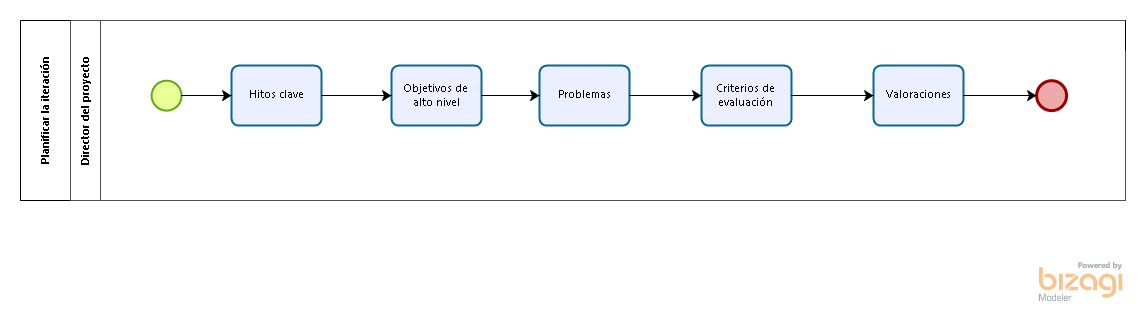 Planificar la iteración
Director del proyecto
Hitos clave
Objetivos de
alto nivel
Problemas
Criterios de
evaluación
Valoraciones
Powered by
bizagi
Modeler